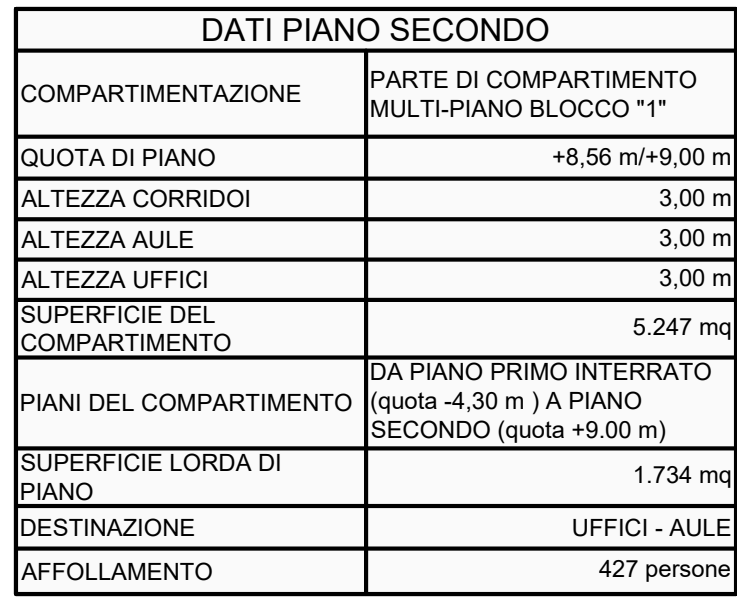 DATI PIANO SECONDO
COMPARTIMENTAZIONE
PARTE DI COMPARTIMENTO
MULTI-PIANO BLOCCO "1"
QUOTA DI PIANO
+8,56 m/+9,00 m
ALTEZZA CORRIDOI
3,00 m
ALTEZZA AULE
3,00 m
ALTEZZA UFFICI
3,00 m
SUPERFICIE DEL
COMPARTIMENTO
5.247 mq
PIANI DEL COMPARTIMENTO
DA PIANO PRIMO INTERRATO
(quota -4,30 m ) A PIANO
SECONDO (quota +9.00 m)
SUPERFICIE LORDA DI
PIANO
1.734 mq
DESTINAZIONE
UFFICI - AULE
AFFOLLAMENTO
427 persone